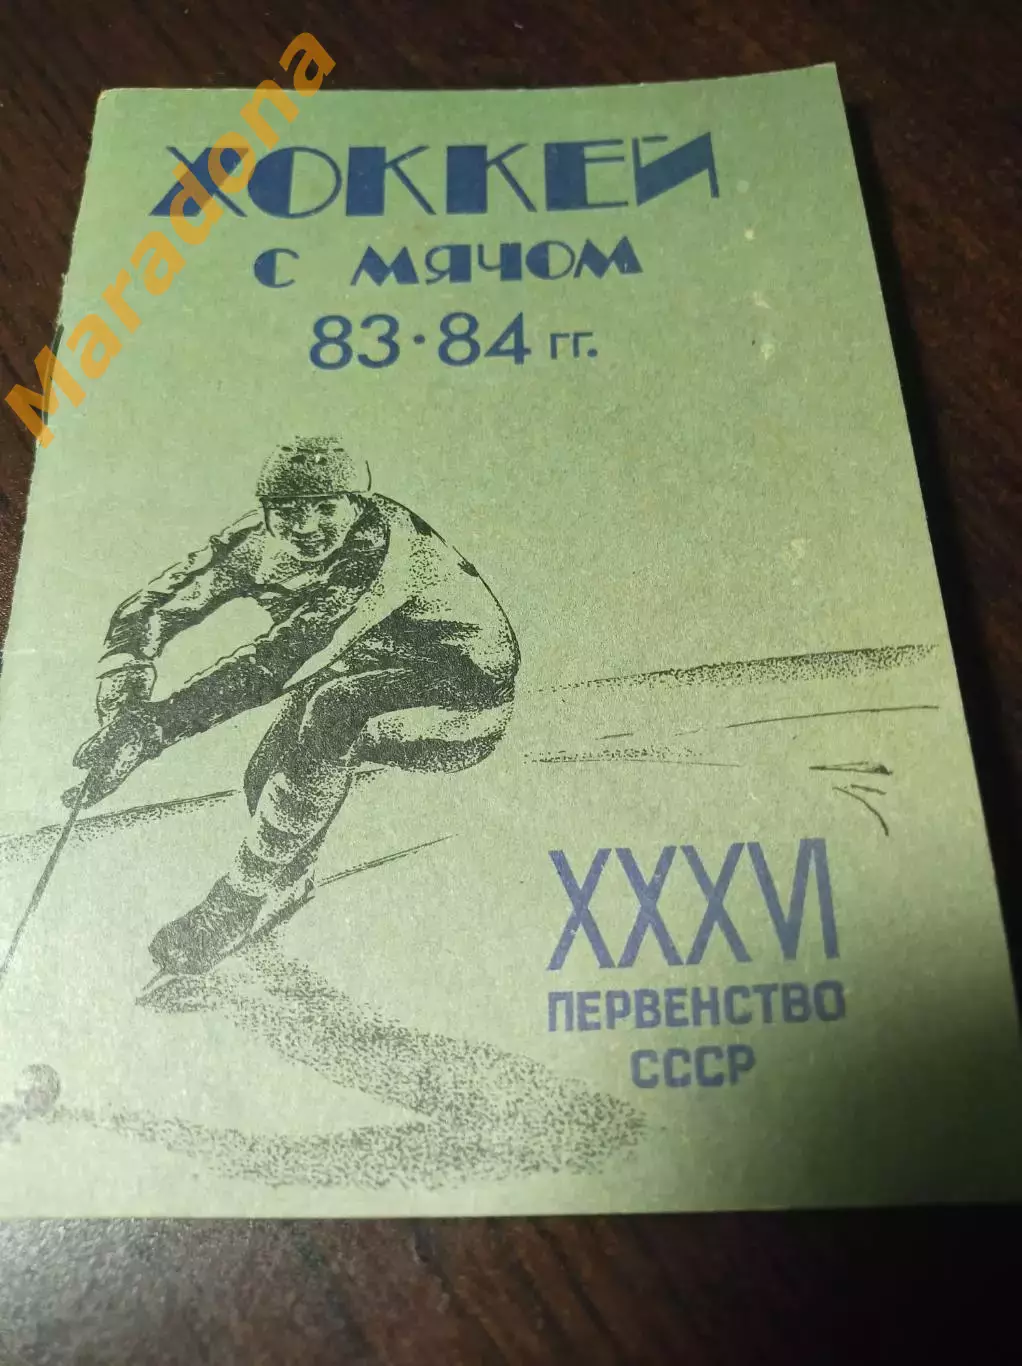 Maradona
ХОККЕЙ
С МЯЧОМ
83·84 гг.
XXXVI
ПЕРВЕНСТВО
СССР